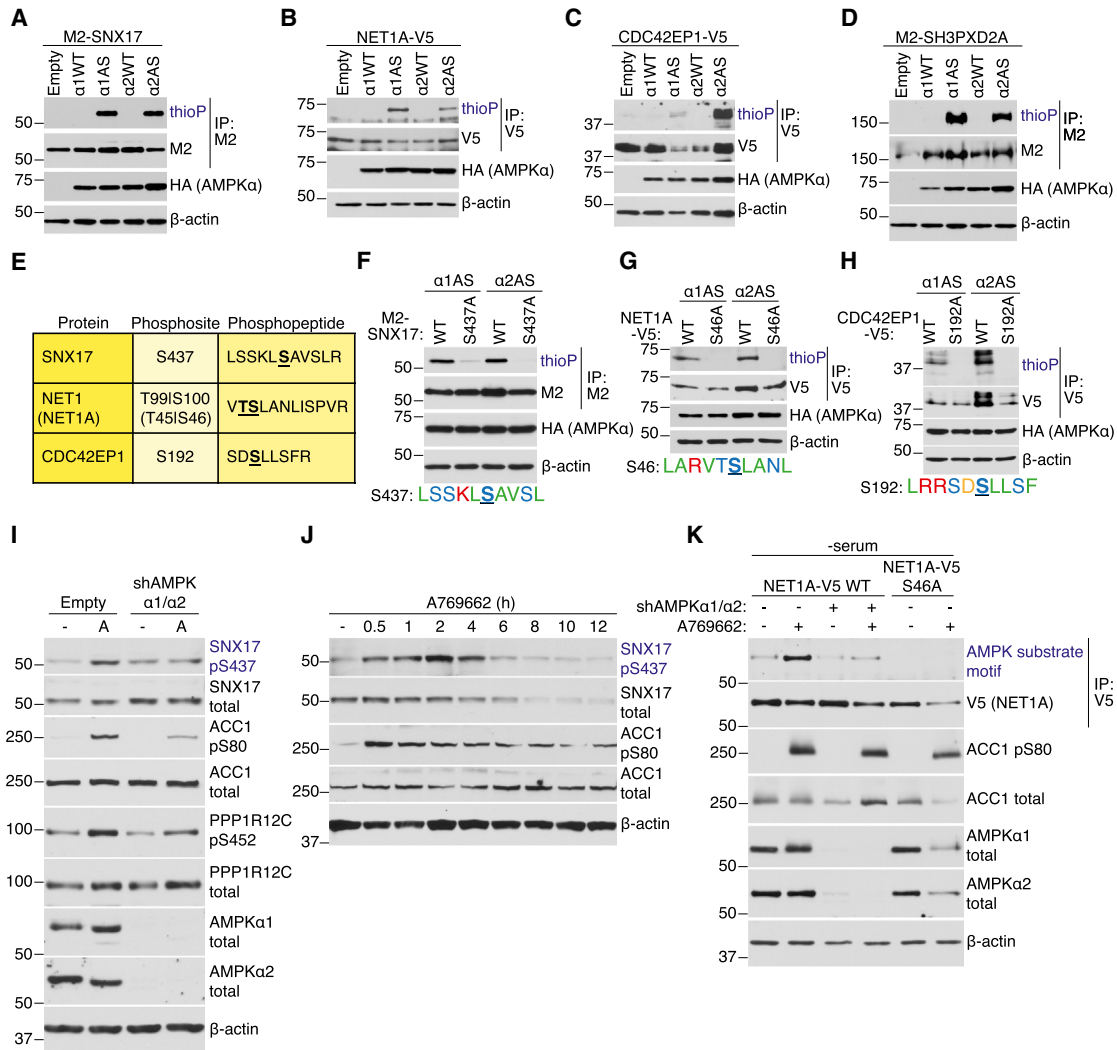 A
M2-SNX17
Empty
α1WT
α1AS
α2WT
α2AS
thioP
M2
IP:
M2
HA (AMPKα)
β-actin
50
50
75
50
B
NET1A-V5
Empty
α1WT
α1AS
α2WT
α2AS
thioP
V5
IP:
V5
HA (AMPKα)
β-actin
75
75
75
50
C
CDC42EP1-V5
Empty
α1WT
α1AS
α2WT
α2AS
thioP
V5
IP:
V5
HA (AMPKα)
β-actin
37
37
75
50
D
M2-SH3PXD2A
Empty
α1WT
α1AS
α2WT
α2AS
thioP
M2
IP:
M2
HA (AMPKα)
β-actin
150
150
75
50
E
Protein Phosphosite Phosphopeptide
SNX17 S437 LSSKLSAVSLR
NET1 T99IS100
(NET1A) (T45IS46) VTSLANLISPVR
CDC42EP1 S192 SDSLLSFR
F
α1AS α2AS
M2-
SNX17:
WT
S437A
WT
S437A
thioP
M2
IP:
M2
HA (AMPKα)
β-actin
50
50
75
50
S437: LSSKLSAVSL
G
α1AS α2AS
NET1A
-V5:
WT
S46A
WT
S46A
thioP
V5
IP:
V5
HA (AMPKα)
β-actin
75
75
75
50
S46: LARVTSLANL
H
α1AS α2AS
CDC42EP1
-V5:
WT
S192A
WT
S192A
thioP
V5
IP:
V5
HA (AMPKα)
β-actin
37
37
75
50
S192: LRRSDSLLSF
I
shAMPK
Empty α1/α2
- A - A
SNX17
pS437
SNX17
total
ACC1
pS80
ACC1
total
PPP1R12C
pS452
PPP1R12C
total
AMPKα1
total
AMPKα2
total
β-actin
50
50
250
250
100
100
50
50
37
J
A769662 (h)
- 0.5 1 2 4 6 8 10 12
SNX17
pS437
SNX17
total
ACC1
pS80
ACC1
total
β-actin
50
50
250
250
37
K
-serum
NET1A-V5 WT
NET1A-V5
S46A
shAMPKα1/α2: - - + + - -
A769662: - + - + - +
AMPK substrate
motif
V5 (NET1A)
IP:
V5
ACC1 pS80
ACC1 total
AMPKα1
total
AMPKα2
total
β-actin
50
50
250
250
50
50
37